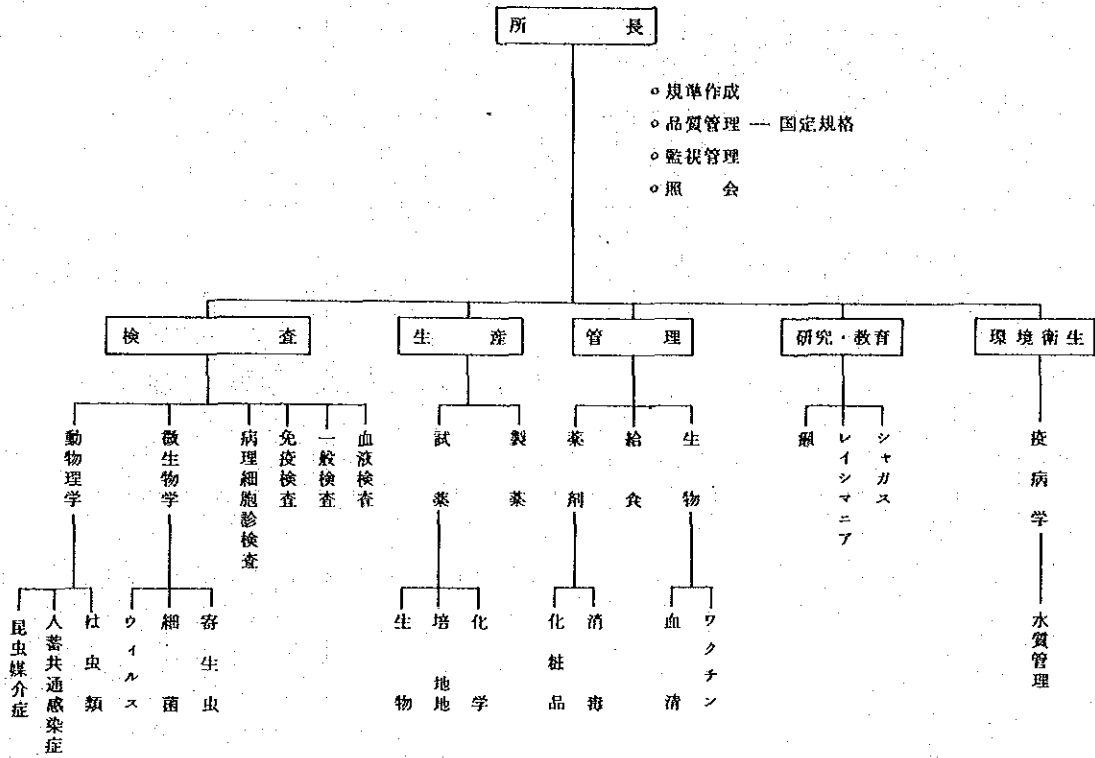 所長
規準作成
品質管理 — 国定規格
監視管理
照会
検査
生産
管理
研究・教育
環境衛生
動物理学
微生物学
病理細胞診検査
免疫検査
一般検査
血液検査
試薬
製薬
薬剤
給食
生物
癩
レイシマニア
シャガス
疫病学
昆虫媒介症
人蓄共通感染症
は虫類
ウィルス
細菌
寄生虫
生物
培地地
化学
化粧品
消毒
血清
ワクチン
水質管理